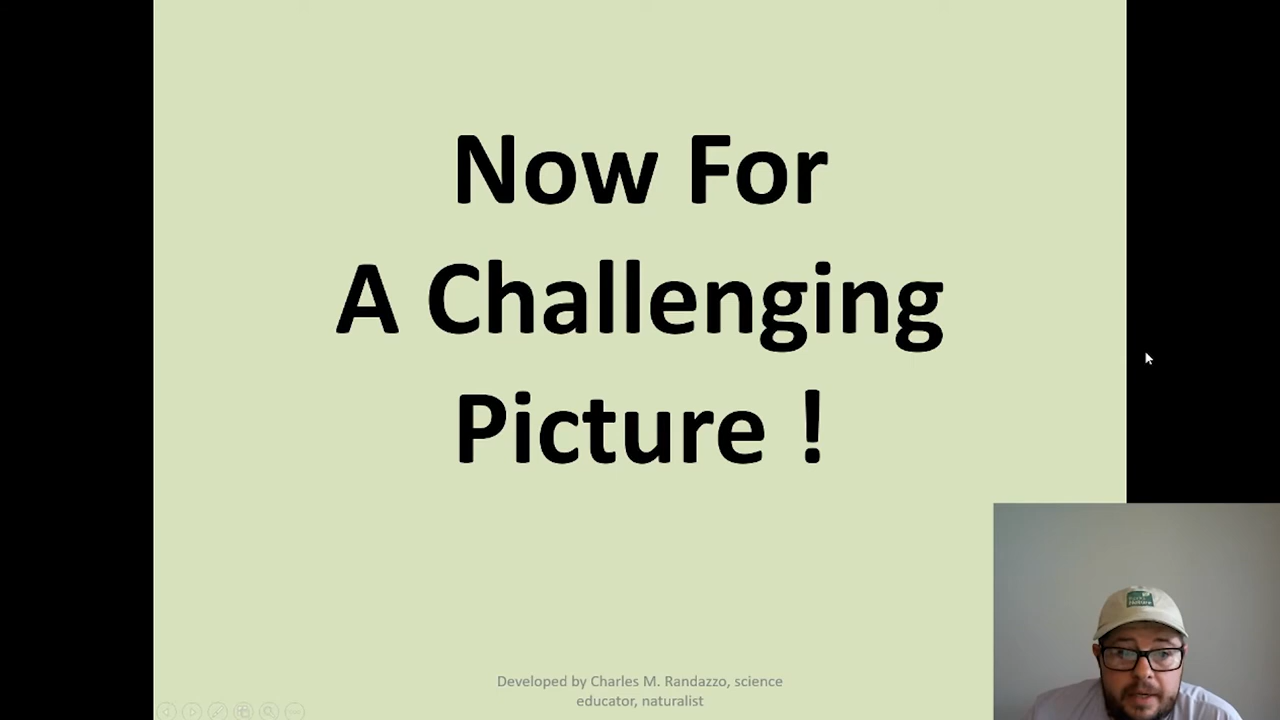 Now For
A Challenging
Picture !
Developed by Charles M. Randazzo, science
educator, naturalist